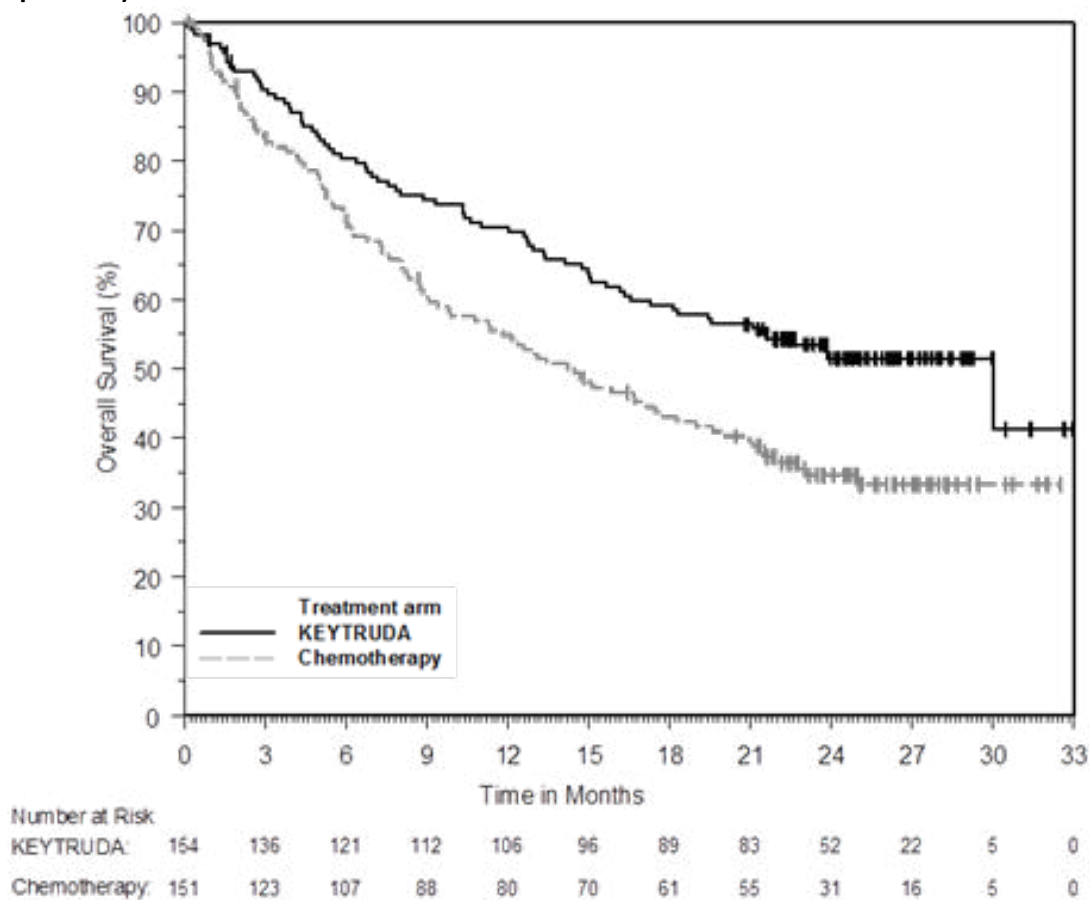 100
90
80
70
60
50
40
30
20
10
0
Overall Survival (%)
Treatment arm
KEYTRUDA
Chemotherapy
0 3 6 9 12 15 18 21 24 27 30 33
Time in Months
Number at Risk
KEYTRUDA: 154 136 121 112 106 96 89 83 52 22 5 0
Chemotherapy: 151 123 107 88 80 70 61 55 31 16 5 0